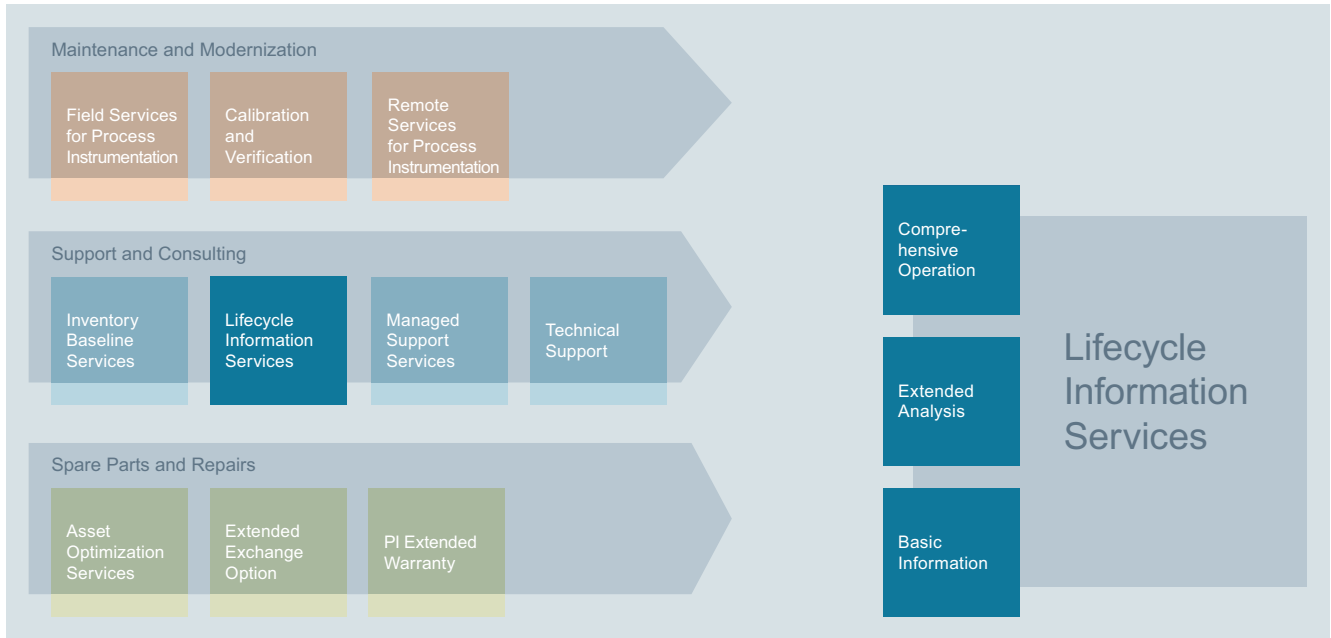 Maintenance and Modernization
Field Services
for Process
Instrumentation
Calibration
and
Verification
Remote
Services
for Process
Instrumentation
Support and Consulting
Inventory
Baseline
Services
Lifecycle
Information
Services
Managed
Support
Services
Technical
Support
Spare Parts and Repairs
Asset
Optimization
Services
Extended
Exchange
Option
PI Extended
Warranty
Compre-
hensive
Operation
Extended
Analysis
Basic
Information
Lifecycle
Information
Services